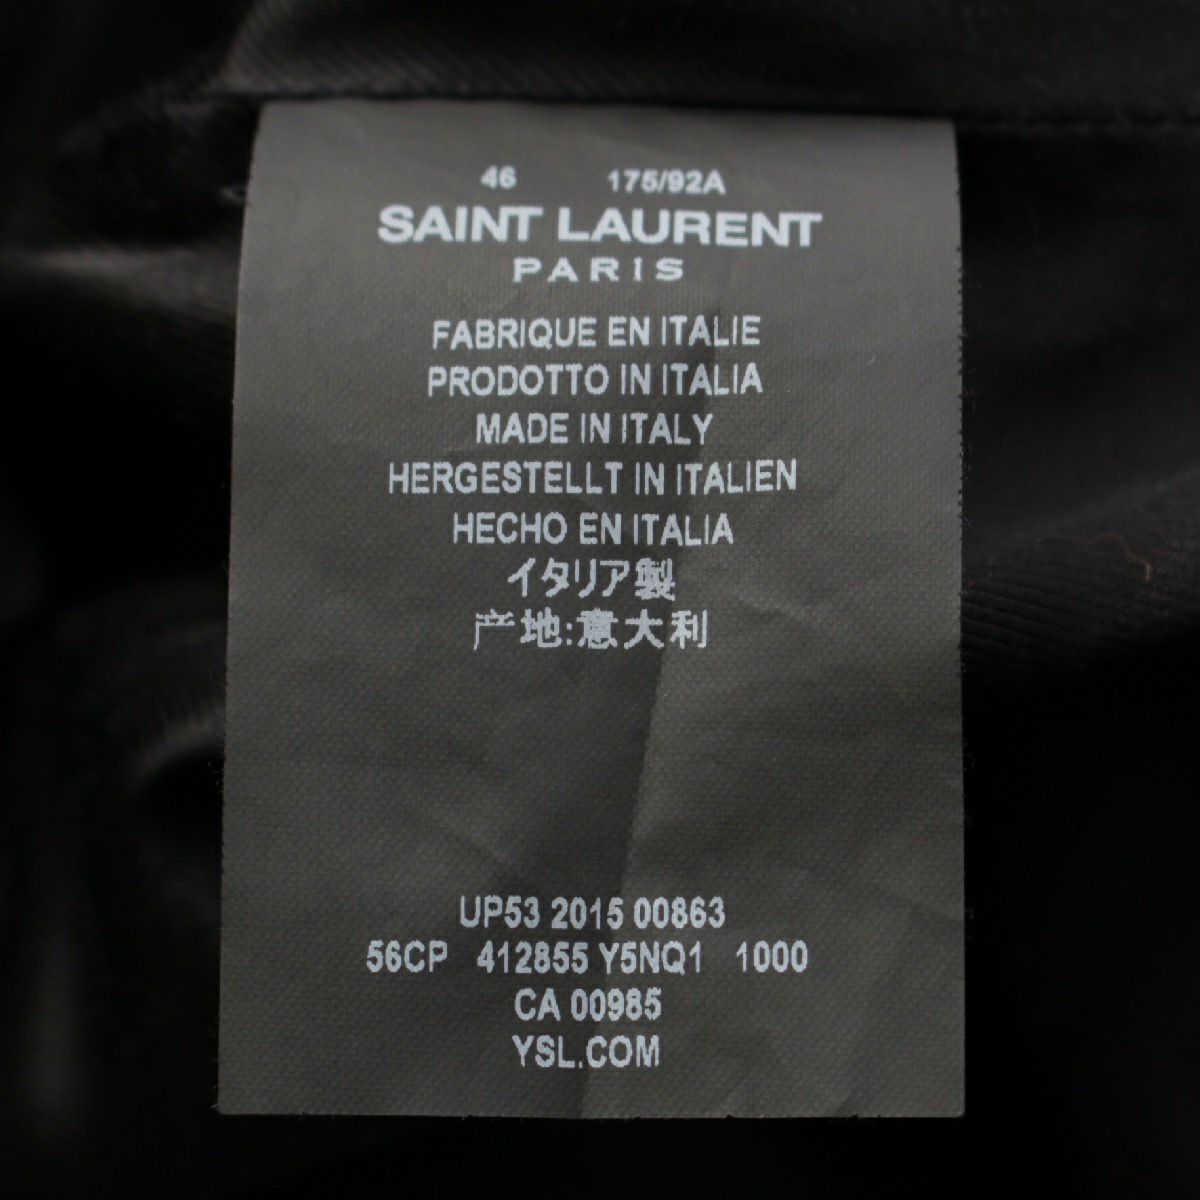 46 175/92A
SAINT LAURENT
PARIS
FABRIQUE EN ITALIE
PRODOTTO IN ITALIA
MADE IN ITALY
HERGESTELLT IN ITALIEN
HECHO EN ITALIA
イタリア製
产地:意大利
UP53 2015 00863
56CP 412855 Y5NQ1 1000
CA 00985
YSL.COM